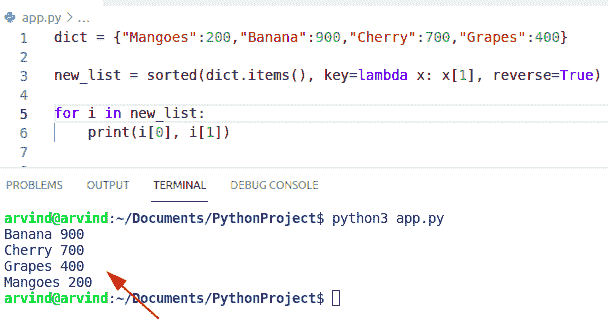 app.py > ...
1 dict = {"Mangoes":200,"Banana":900,"Cherry":700,"Grapes":400}
2
3 new_list = sorted(dict.items(), key=lambda x: x[1], reverse=True)
4
5 for i in new_list:
6     print(i[0], i[1])
7
PROBLEMS OUTPUT TERMINAL DEBUG CONSOLE
arvind@arvind:~/Documents/PythonProject$ python3 app.py
Banana 900
Cherry 700
Grapes 400
Mangoes 200
arvind@arvind:~/Documents/PythonProject$